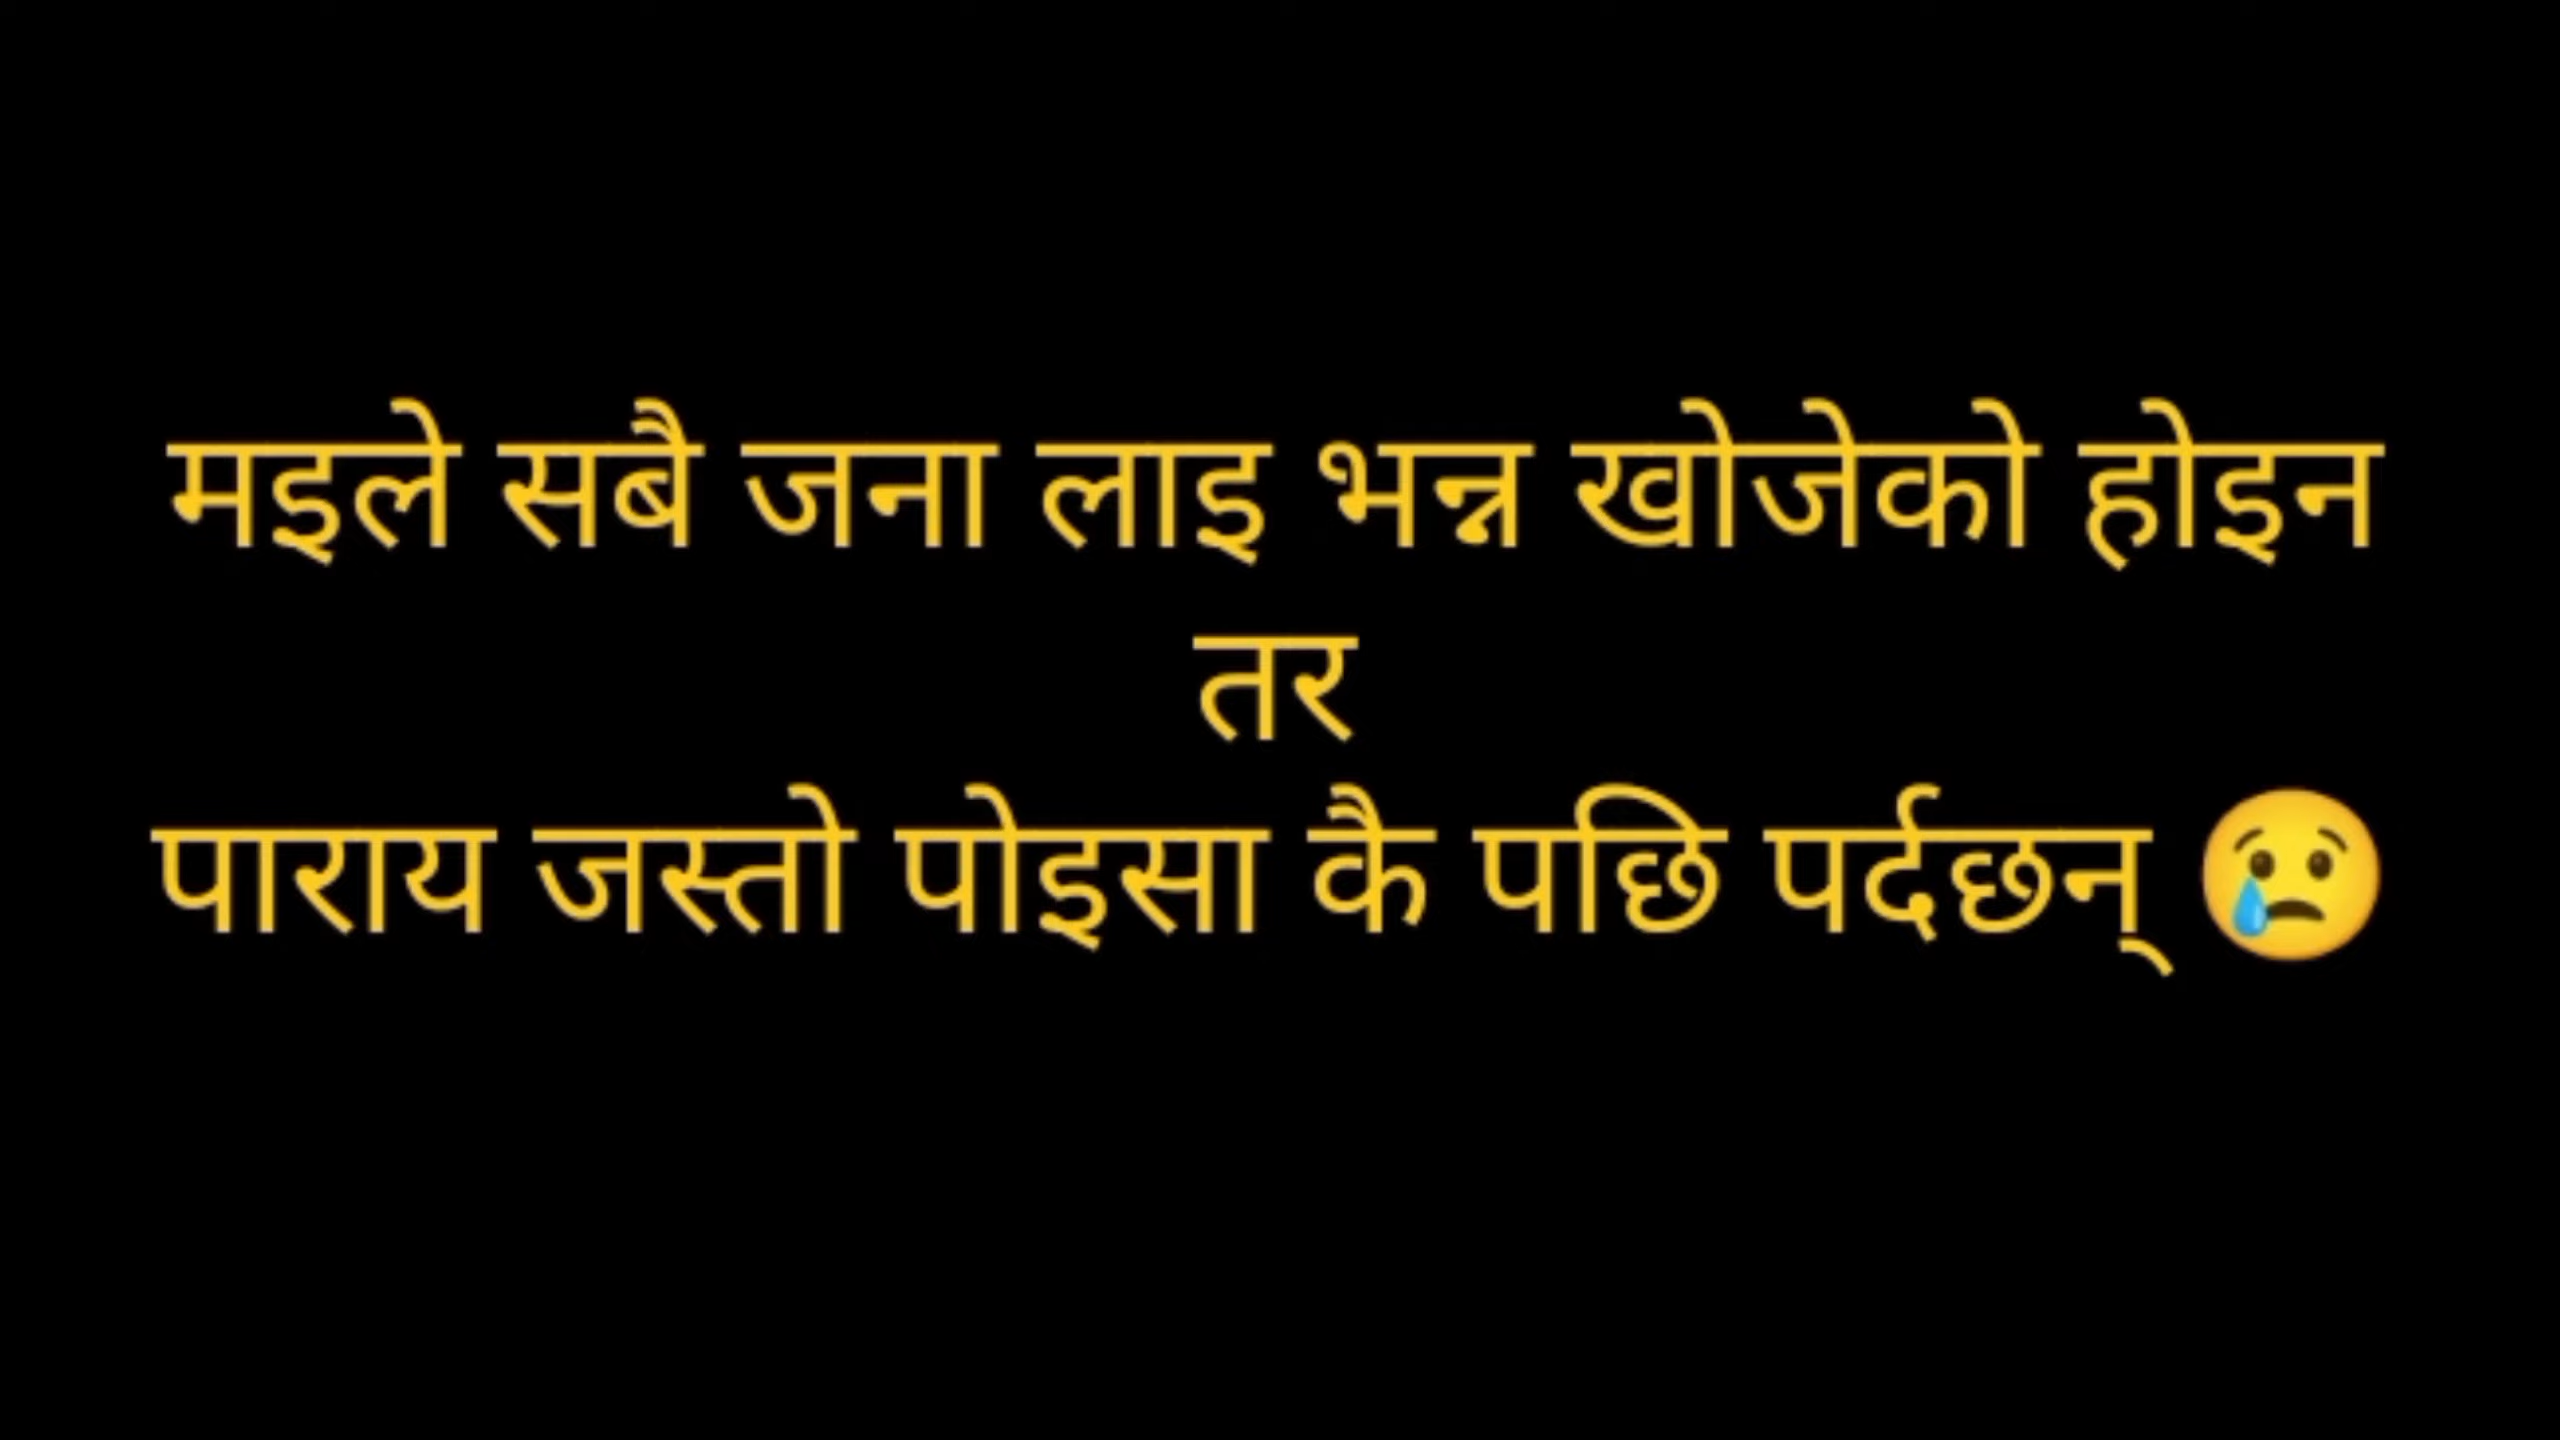 मइले सबै जना लाइ भन्न खोजेको होइन
तर
पाराय जस्तो पोइसा कै पछि पर्दछन् 😢